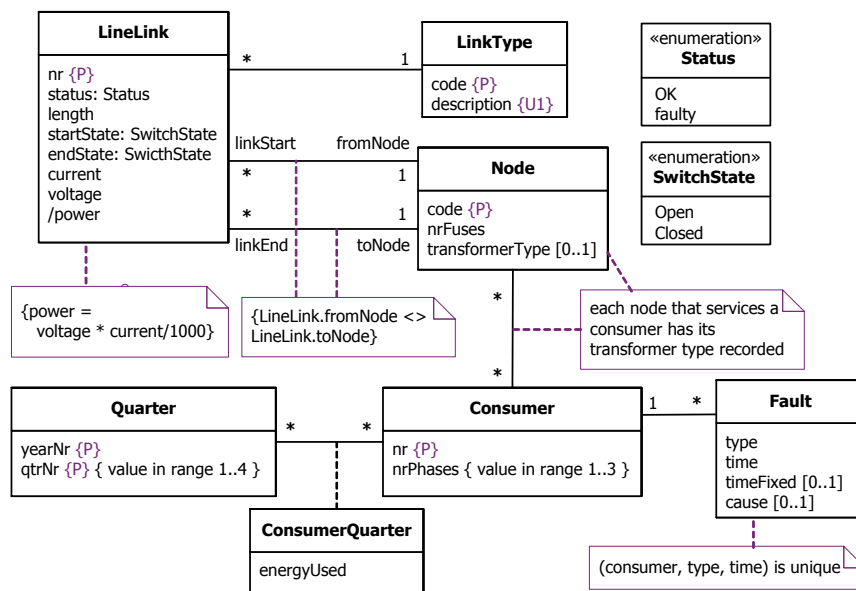 LineLink
nr {P}
status: Status
length
startState: SwitchState
endState: SwicthState
current
voltage
/power
*
1
LinkType
code {P}
description {U1}
«enumeration»
Status
OK
faulty
«enumeration»
SwitchState
Open
Closed
linkStart
fromNode
*
1
*
1
linkEnd
toNode
Node
code {P}
nrFuses
transformerType [0..1]
{power =
voltage * current/1000}
{LineLink.fromNode <>
LineLink.toNode}
*
*
each node that services a
consumer has its
transformer type recorded
Quarter
yearNr {P}
qtrNr {P} { value in range 1..4 }
*
*
Consumer
nr {P}
nrPhases { value in range 1..3 }
1
*
Fault
type
time
timeFixed [0..1]
cause [0..1]
ConsumerQuarter
energyUsed
(consumer, type, time) is unique